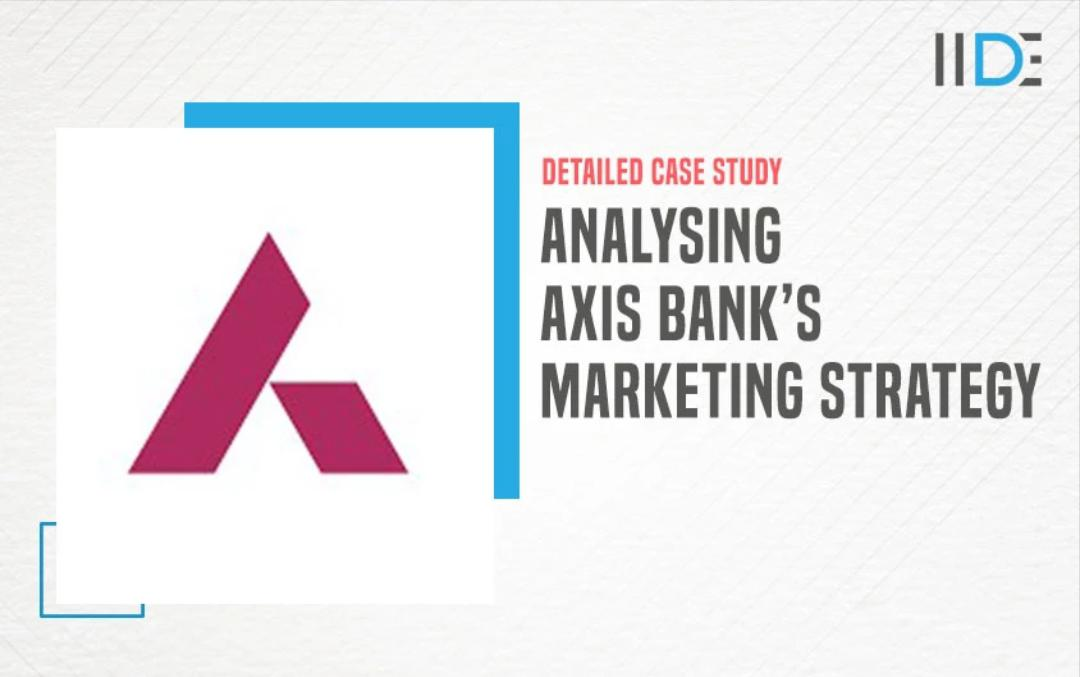 IIDE
DETAILED CASE STUDY
ANALYSING
AXIS BANK'S
MARKETING STRATEGY